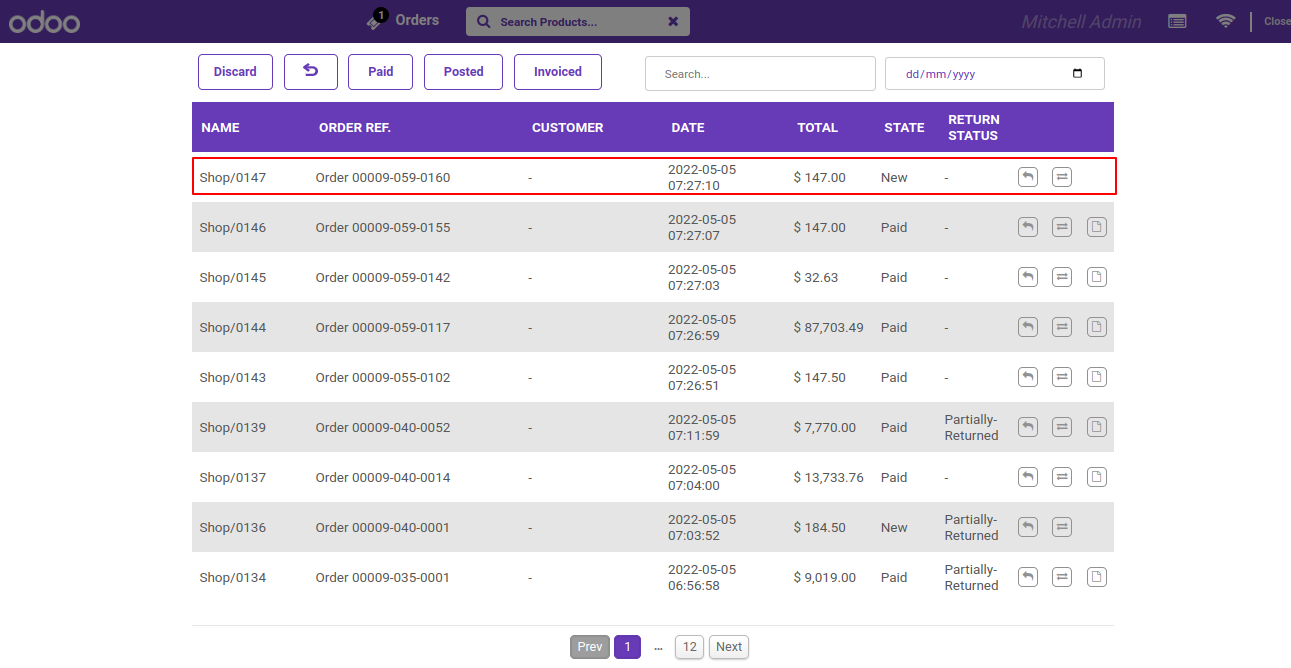 odoo 1 Orders Search Products... Mitchell Admin Close
Discard Paid Posted Invoiced Search... dd/mm/yyyy
NAME ORDER REF. CUSTOMER DATE TOTAL STATE RETURN STATUS
Shop/0147 Order 00009-059-0160 - 2022-05-05 07:27:10 $ 147.00 New -
Shop/0146 Order 00009-059-0155 - 2022-05-05 07:27:07 $ 147.00 Paid -
Shop/0145 Order 00009-059-0142 - 2022-05-05 07:27:03 $ 32.63 Paid -
Shop/0144 Order 00009-059-0117 - 2022-05-05 07:26:59 $ 87,703.49 Paid -
Shop/0143 Order 00009-055-0102 - 2022-05-05 07:26:51 $ 147.50 Paid -
Shop/0139 Order 00009-040-0052 - 2022-05-05 07:11:59 $ 7,770.00 Paid Partially-Returned
Shop/0137 Order 00009-040-0014 - 2022-05-05 07:04:00 $ 13,733.76 Paid -
Shop/0136 Order 00009-040-0001 - 2022-05-05 07:03:52 $ 184.50 New Partially-Returned
Shop/0134 Order 00009-035-0001 - 2022-05-05 06:56:58 $ 9,019.00 Paid Partially-Returned
Prev 1 ... 12 Next